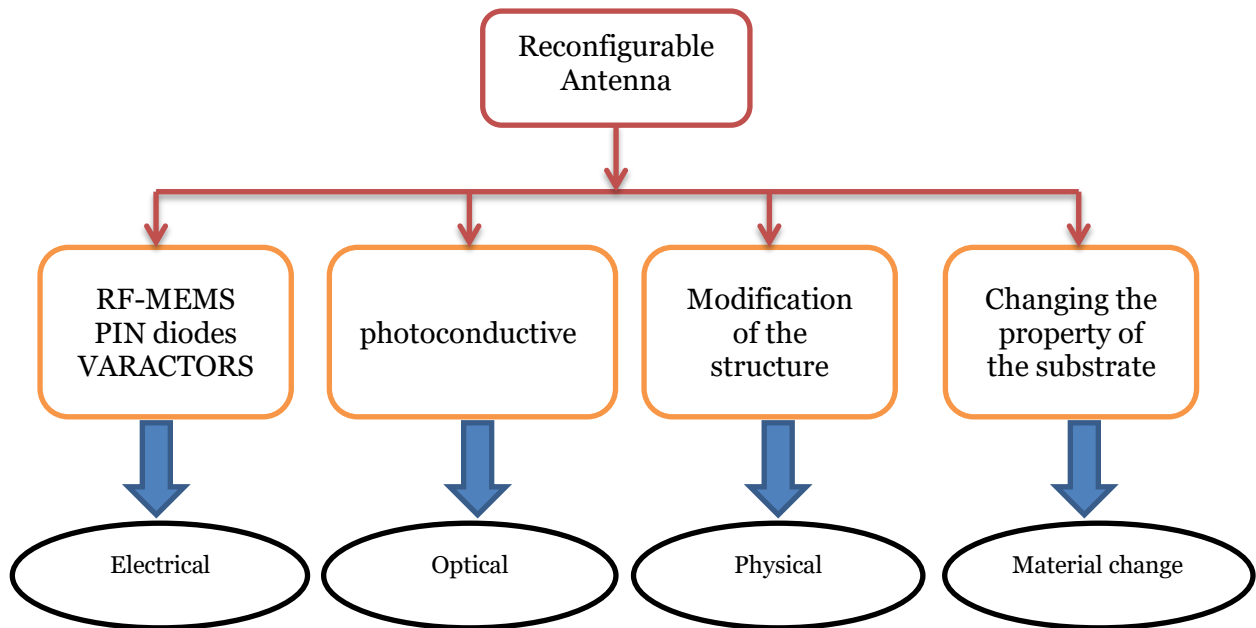 Reconfigurable
Antenna
RF-MEMS
PIN diodes
VARACTORS
photoconductive
Modification
of the
structure
Changing the
property of
the substrate
Electrical
Optical
Physical
Material change